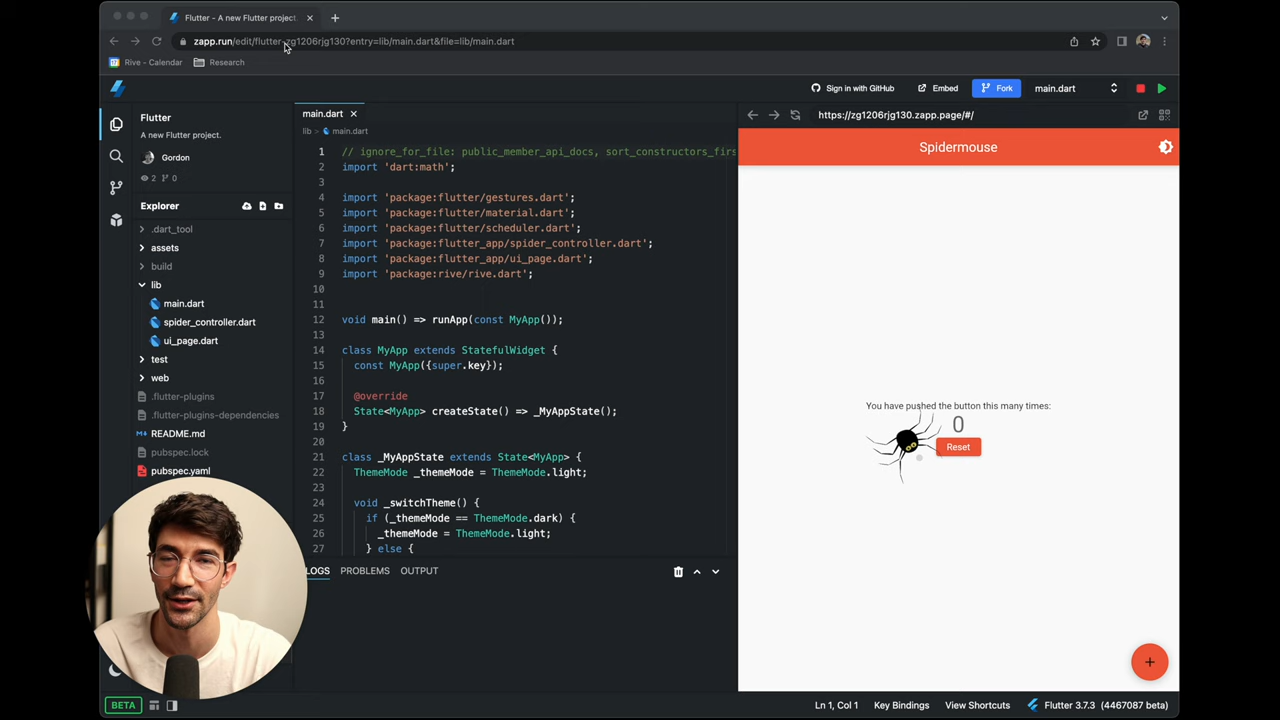 Flutter - A new Flutter project.
zapp.run/edit/flutter-zg1206rjg130?entry=lib/main.dart&file=lib/main.dart
Rive - Calendar
Research
Sign in with GitHub
Embed
Fork
main.dart
Flutter
A new Flutter project.
Gordon
2
0
Explorer
.dart_tool
assets
build
lib
main.dart
spider_controller.dart
ui_page.dart
test
web
.flutter-plugins
.flutter-plugins-dependencies
README.md
pubspec.lock
pubspec.yaml
main.dart
lib > main.dart
1 // ignore_for_file: public_member_api_docs, sort_constructors_firs
2 import 'dart:math';
3
4 import 'package:flutter/gestures.dart';
5 import 'package:flutter/material.dart';
6 import 'package:flutter/scheduler.dart';
7 import 'package:flutter_app/spider_controller.dart';
8 import 'package:flutter_app/ui_page.dart';
9 import 'package:rive/rive.dart';
10
11
12 void main() => runApp(const MyApp());
13
14 class MyApp extends StatefulWidget {
15 const MyApp({super.key});
16
17 @override
18 State<MyApp> createState() => _MyAppState();
19 }
20
21 class _MyAppState extends State<MyApp> {
22 ThemeMode _themeMode = ThemeMode.light;
23
24 void _switchTheme() {
25 if (_themeMode == ThemeMode.dark) {
26 _themeMode = ThemeMode.light;
27 } else {
LOGS
PROBLEMS
OUTPUT
https://zg1206rjg130.zapp.page/#/
Spidermouse
You have pushed the button this many times:
0
Reset
+
BETA
Ln 1, Col 1
Key Bindings
View Shortcuts
Flutter 3.7.3 (4467087 beta)